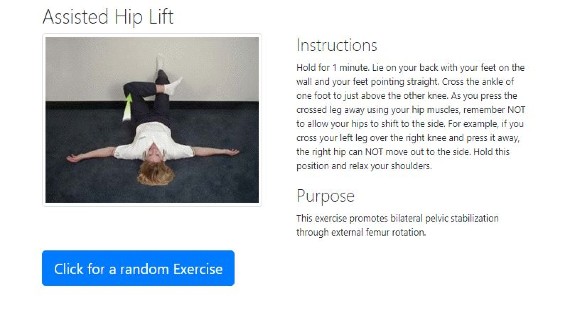 Assisted Hip Lift
Instructions
Hold for 1 minute. Lie on your back with your feet on the
wall and your feet pointing straight. Cross the ankle of
one foot to just above the other knee. As you press the
crossed leg away using your hip muscles, remember NOT
to allow your hips to shift to the side. For example, if you
cross your left leg over the right knee and press it away,
the right hip can NOT move out to the side. Hold this
position and relax your shoulders.
Purpose
This exercise promotes bilateral pelvic stabilization
through external femur rotation.
Click for a random Exercise